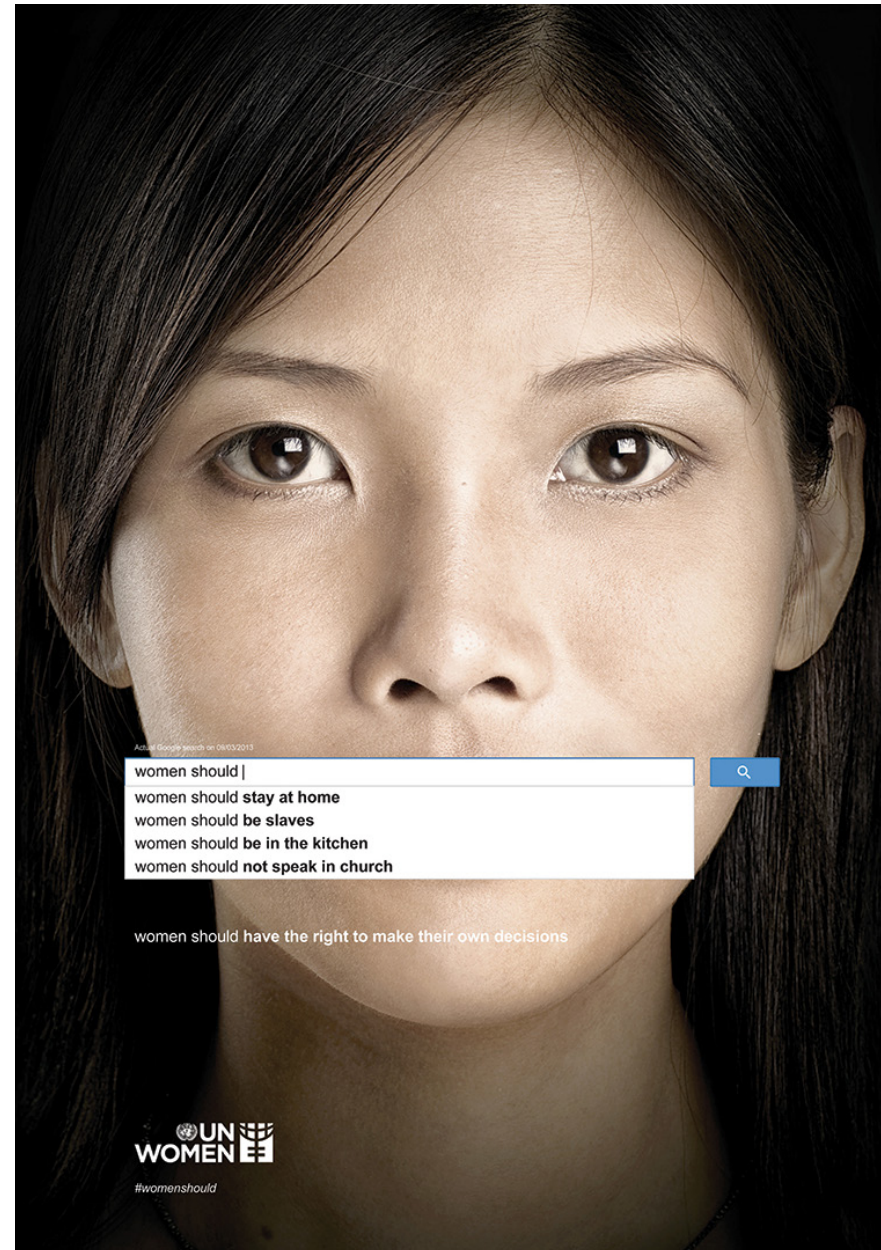 Actual Google search on 09/03/2013
women should
women should stay at home
women should be slaves
women should be in the kitchen
women should not speak in church
women should have the right to make their own decisions
UN
WOMEN
#womenshould